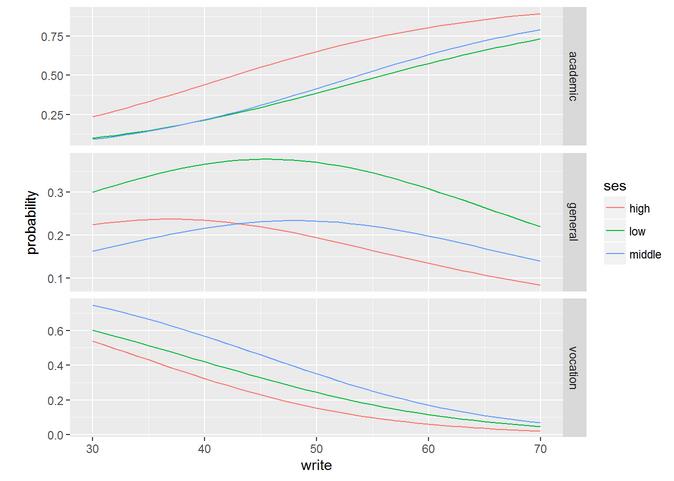 probability
0.75
0.50
0.25
academic
0.3
0.2
0.1
general
0.6
0.4
0.2
0.0
vocation
30 40 50 60 70
write
ses
high
low
middle